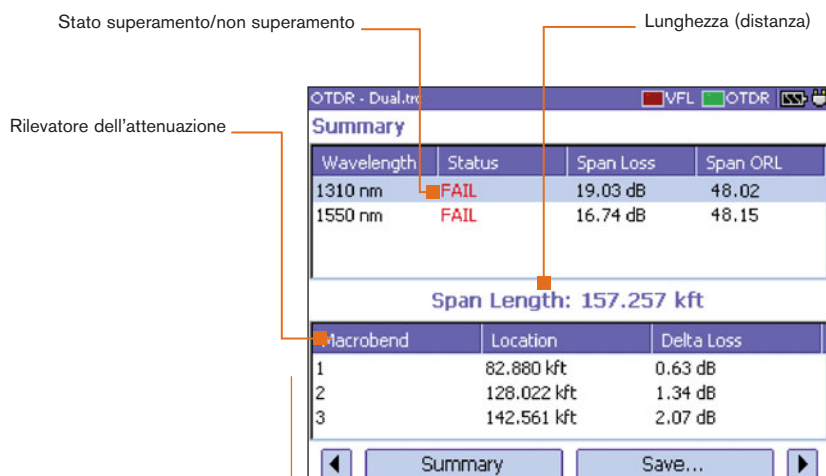 Stato superamento/non superamento
Lunghezza (distanza)
Rilevatore dell'attenuazione
OTDR - Dual.trc VFL OTDR
Summary
Wavelength Status Span Loss Span ORL
1310 nm FAIL 19.03 dB 48.02
1550 nm FAIL 16.74 dB 48.15
Span Length: 157.257 kft
Macrobend Location Delta Loss
1 82.880 kft 0.63 dB
2 128.022 kft 1.34 dB
3 142.561 kft 2.07 dB
Summary Save...